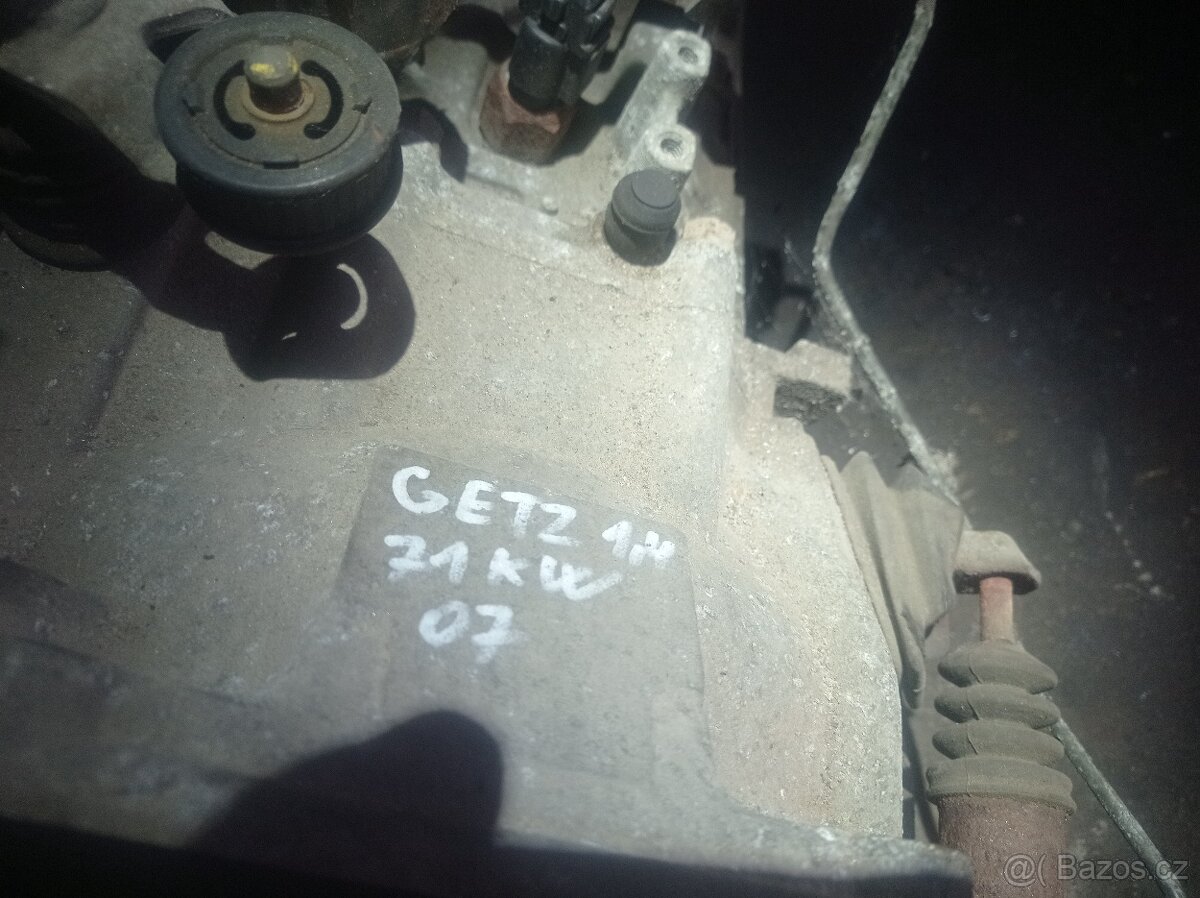 GETZ 1,4
71 KW
07
@( Bazos.cz